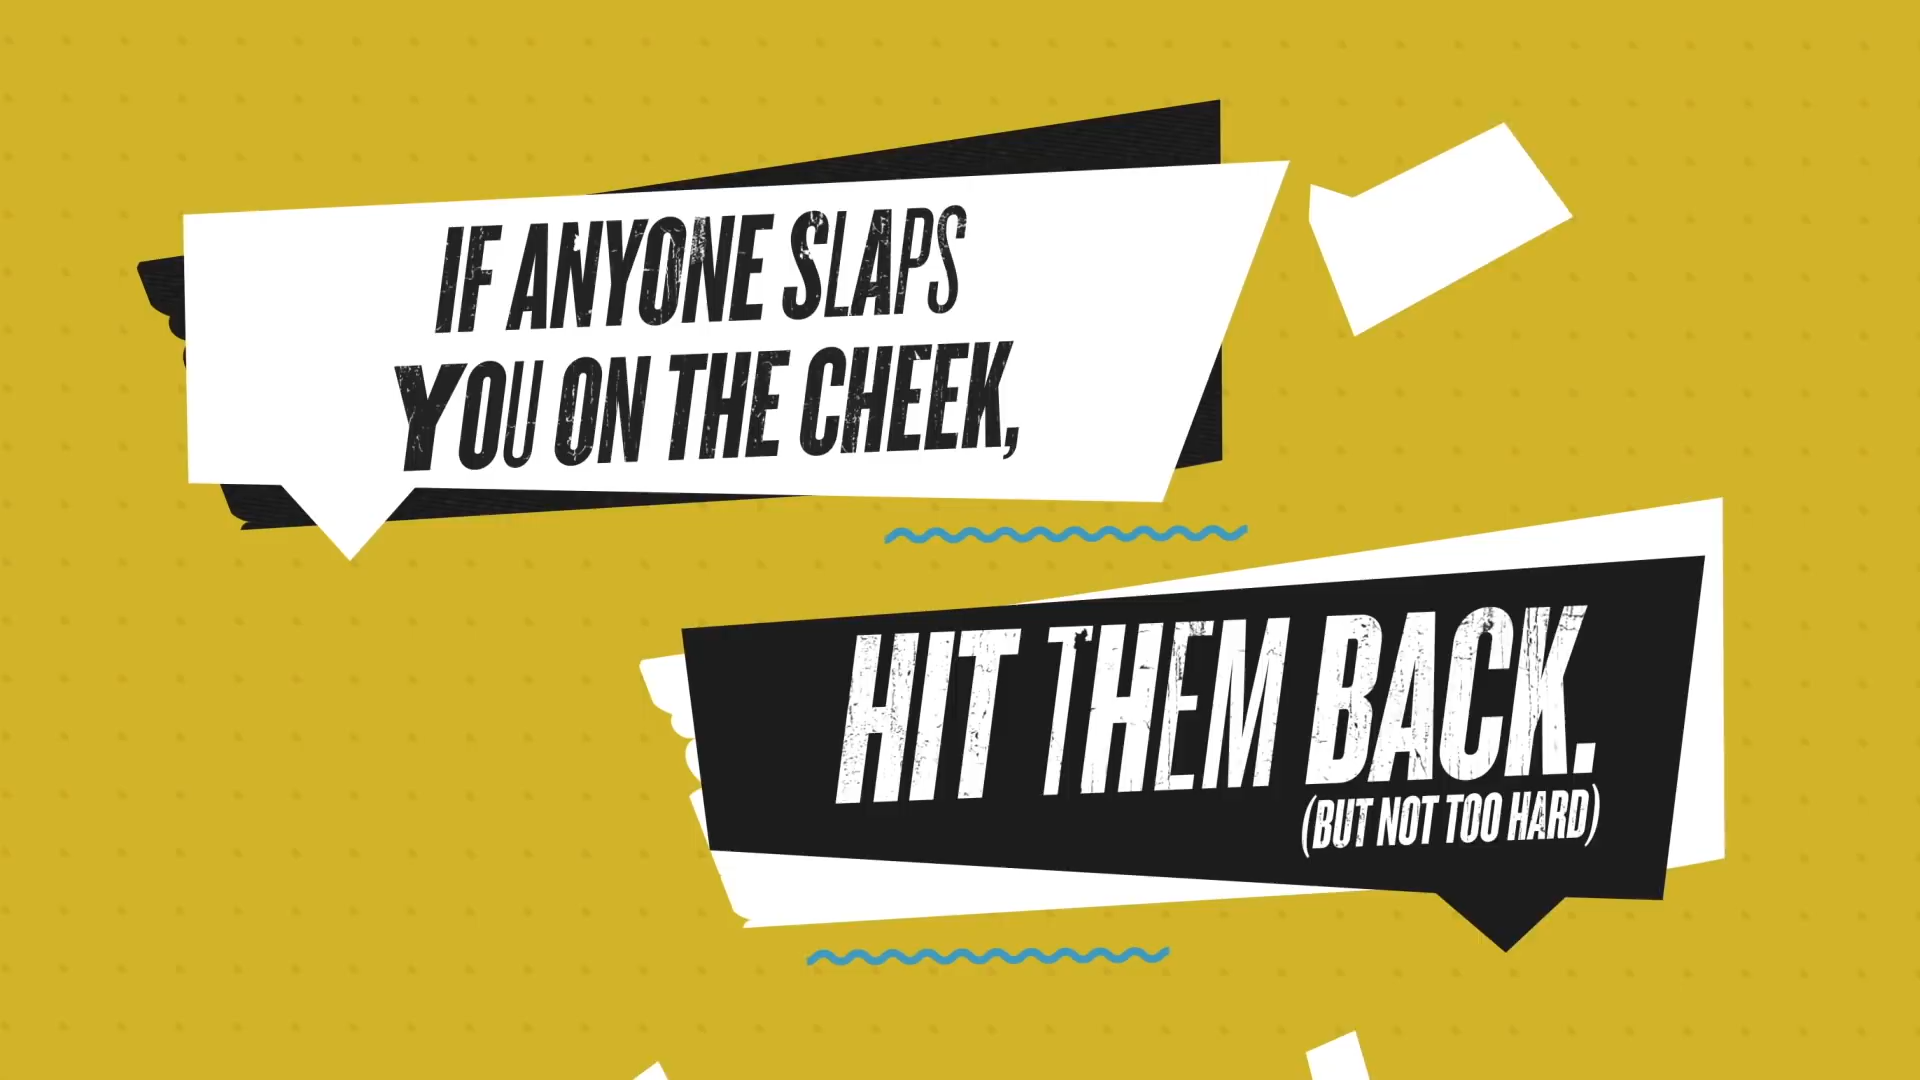 IF ANYONE SLAPS
YOU ON THE CHEEK,
HIT THEM BACK.
(BUT NOT TOO HARD)